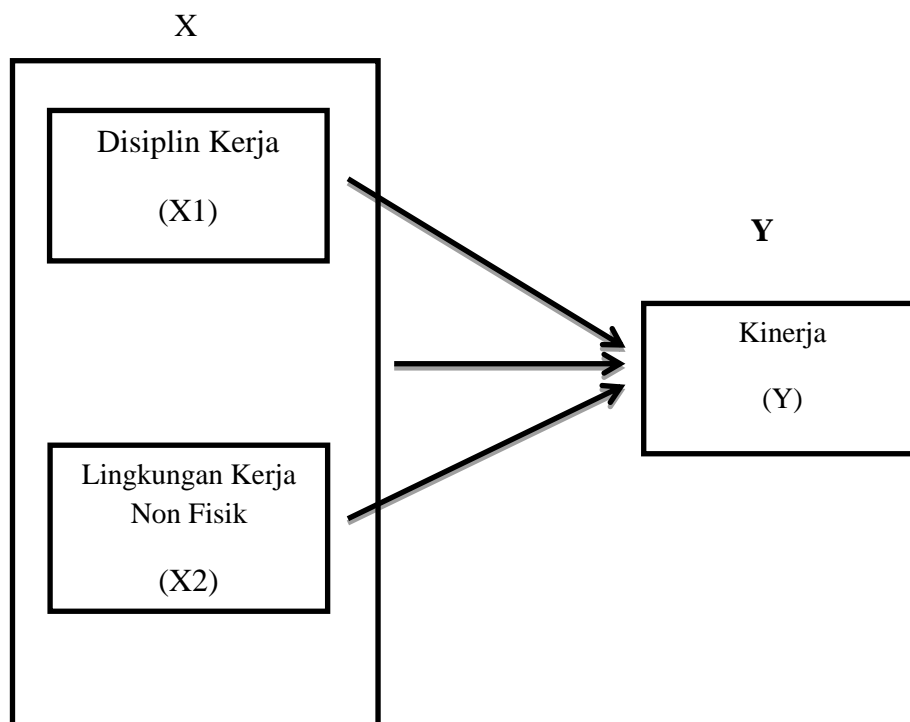 X
Disiplin Kerja
(X1)
Lingkungan Kerja
Non Fisik
(X2)
Y
Kinerja
(Y)